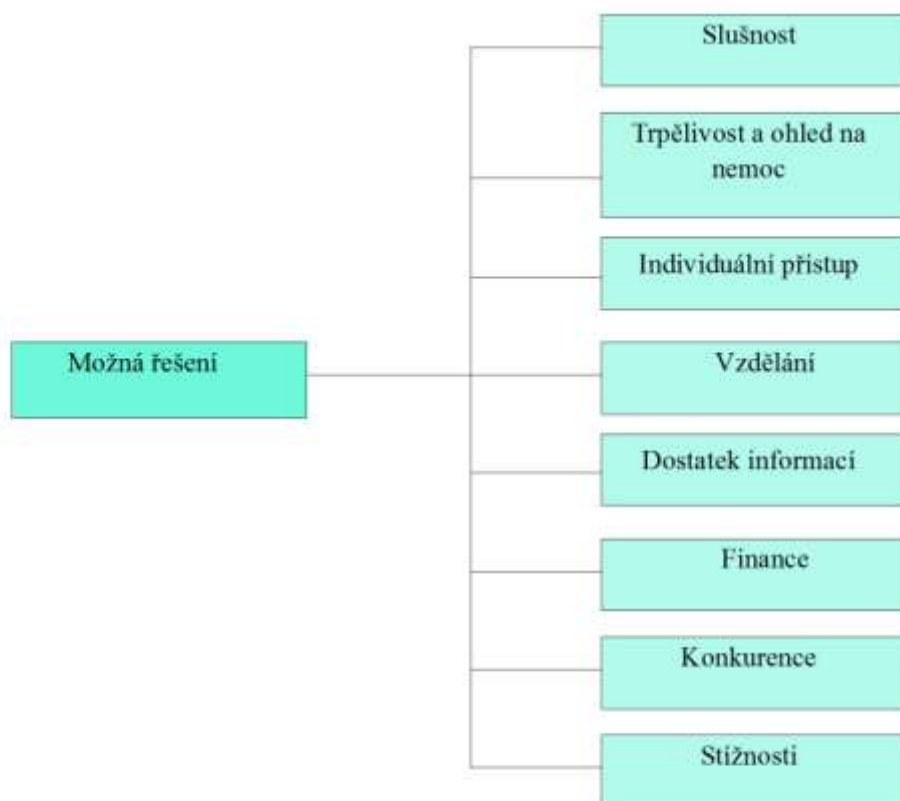 Slušnost
Trpělivost a ohled na
nemoc
Individuální přístup
Možná řešení
Vzdělání
Dostatek informací
Finance
Konkurence
Stížnosti